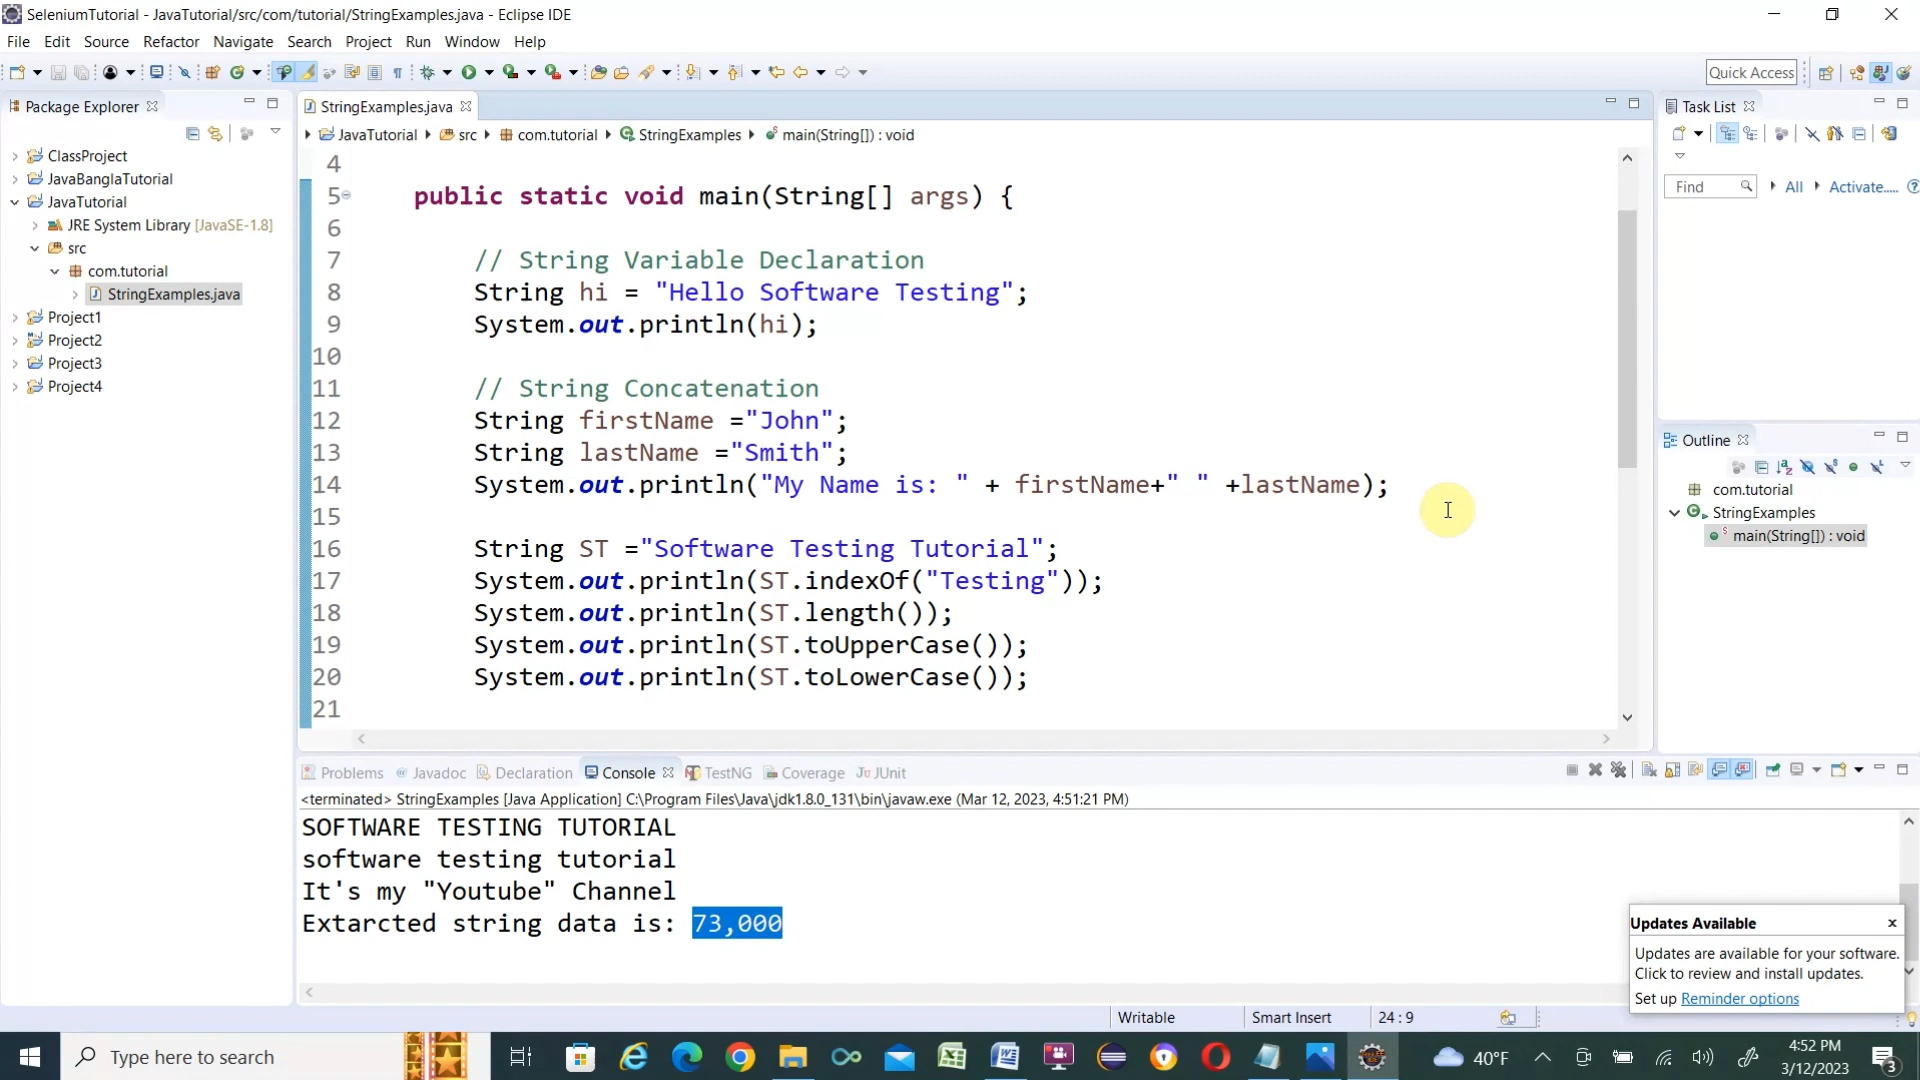 SeleniumTutorial - JavaTutorial/src/com/tutorial/StringExamples.java - Eclipse IDE
File Edit Source Refactor Navigate Search Project Run Window Help
Quick Access
Package Explorer
ClassProject
JavaBanglaTutorial
JavaTutorial
JRE System Library [JavaSE-1.8]
src
com.tutorial
StringExamples.java
Project1
Project2
Project3
Project4
StringExamples.java
JavaTutorial src com.tutorial StringExamples main(String[]) : void
4
5 public static void main(String[] args) {
6
7 // String Variable Declaration
8 String hi = "Hello Software Testing";
9 System.out.println(hi);
10
11 // String Concatenation
12 String firstName ="John";
13 String lastName ="Smith";
14 System.out.println("My Name is: " + firstName+" " +lastName);
15
16 String ST ="Software Testing Tutorial";
17 System.out.println(ST.indexOf("Testing"));
18 System.out.println(ST.length());
19 System.out.println(ST.toUpperCase());
20 System.out.println(ST.toLowerCase());
21
Task List
Find All Activate....
Outline
com.tutorial
StringExamples
main(String[]) : void
Problems Javadoc Declaration Console TestNG Coverage JUnit
<terminated> StringExamples [Java Application] C:\Program Files\Java\jdk1.8.0_131\bin\javaw.exe (Mar 12, 2023, 4:51:21 PM)
SOFTWARE TESTING TUTORIAL
software testing tutorial
It's my "Youtube" Channel
Extarcted string data is: 73,000
Updates Available
Updates are available for your software.
Click to review and install updates.
Set up Reminder options
Writable Smart Insert 24 : 9
Type here to search
40°F
4:52 PM
3/12/2023
3